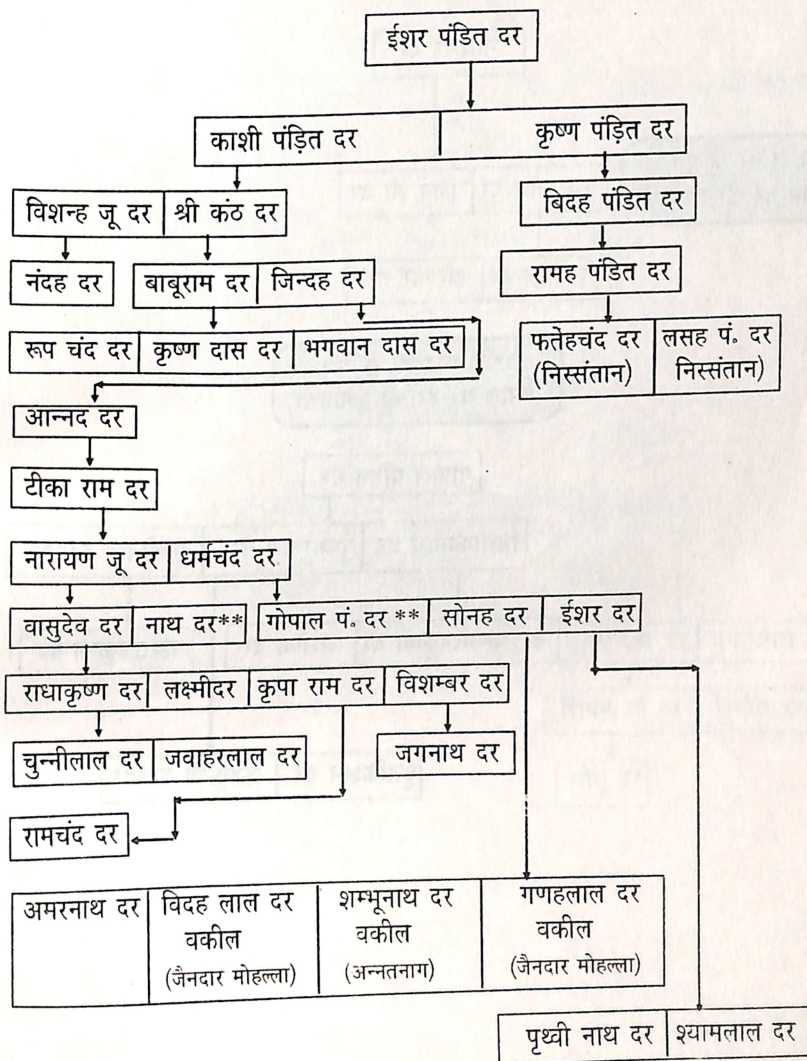 ईशर पंडित दर
काशी पंड़ित दर
कृष्ण पंड़ित दर
विशन्ह जू दर
श्री कंठ दर
बिदह पंडित दर
नंदह दर
बाबूराम दर
जिन्दह दर
रामह पंडित दर
रूप चंद दर
कृष्ण दास दर
भगवान दास दर
फतेहचंद दर
(निस्संतान)
लसह पं. दर
निस्संतान)
आन्नद दर
टीका राम दर
नारायण जू दर
धर्मचंद दर
वासुदेव दर
नाथ दर**
गोपाल पं. दर **
सोनह दर
ईशर दर
राधाकृष्ण दर
लक्ष्मीदर
कृपा राम दर
विशम्बर दर
चुन्नीलाल दर
जवाहरलाल दर
जगनाथ दर
रामचंद दर
अमरनाथ दर
विदह लाल दर
वकील
(जैनदार मोहल्ला)
शम्भूनाथ दर
वकील
(अन्नतनाग)
गणहलाल दर
वकील
(जैनदार मोहल्ला)
पृथ्वी नाथ दर
श्यामलाल दर